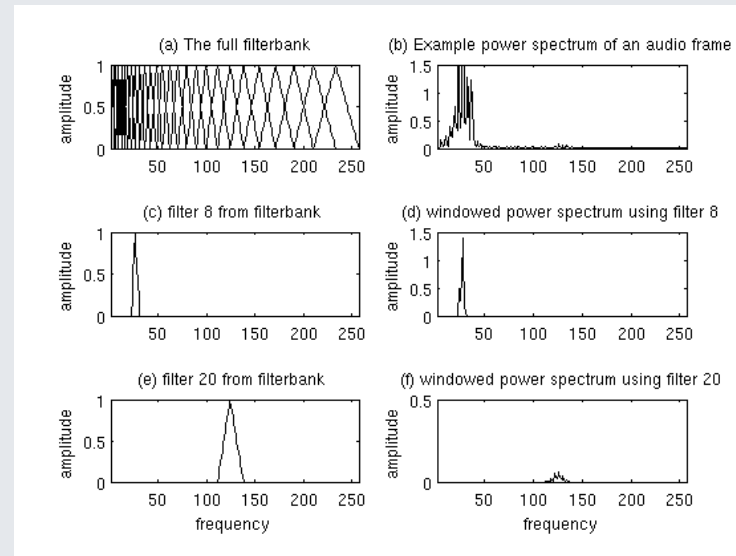 (a) The full filterbank
(b) Example power spectrum of an audio frame
amplitude
1
0.5
0
50 100 150 200 250
amplitude
1.5
1
0.5
0
50 100 150 200 250
(c) filter 8 from filterbank
(d) windowed power spectrum using filter 8
amplitude
1
0.5
0
50 100 150 200 250
amplitude
1.5
1
0.5
0
50 100 150 200 250
(e) filter 20 from filterbank
(f) windowed power spectrum using filter 20
amplitude
1
0.5
0
50 100 150 200 250
frequency
amplitude
0.5
0
50 100 150 200 250
frequency